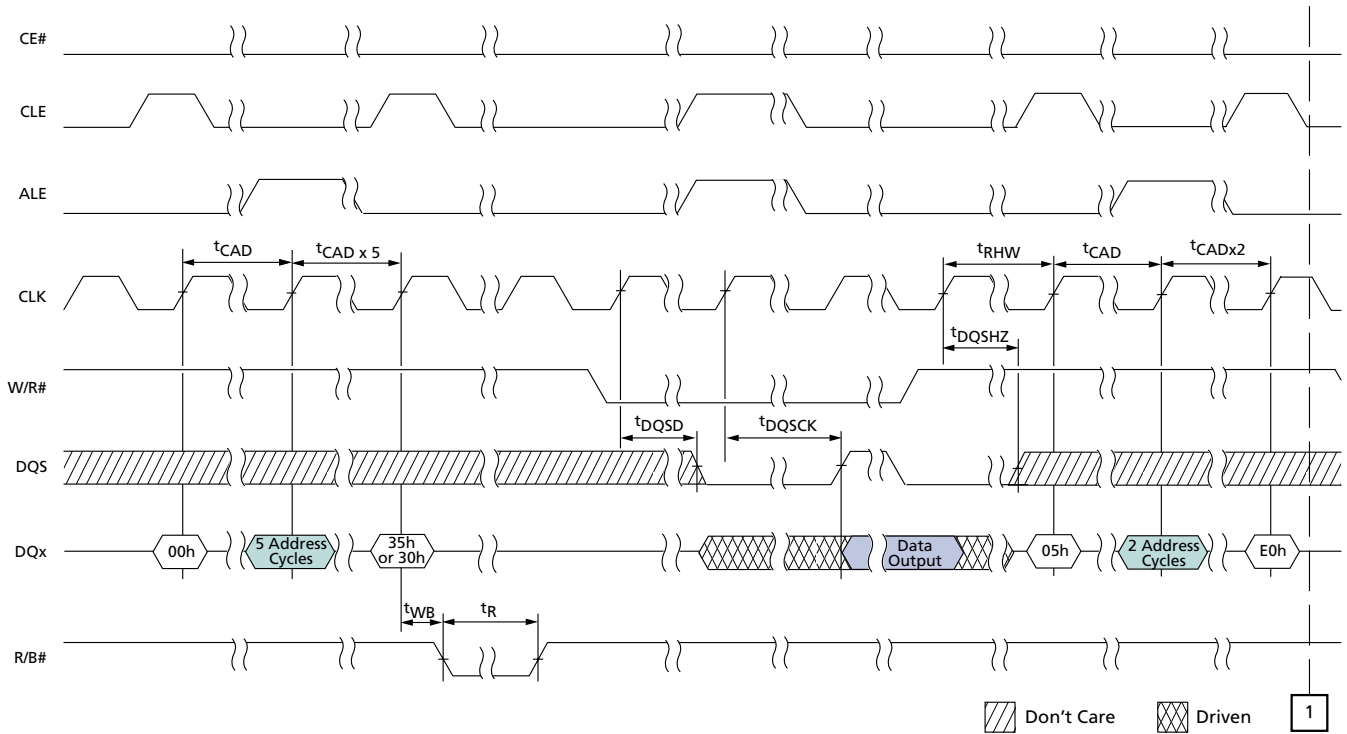 CE#
CLE
ALE
tCAD
tCAD x 5
tRHW
tCAD
tCADx2
CLK
tDQSHZ
W/R#
tDQSD
tDQSCK
DQS
DQx
00h
5 Address
Cycles
35h
or 30h
Data
Output
05h
2 Address
Cycles
E0h
tWB
tR
R/B#
Don't Care
Driven
1